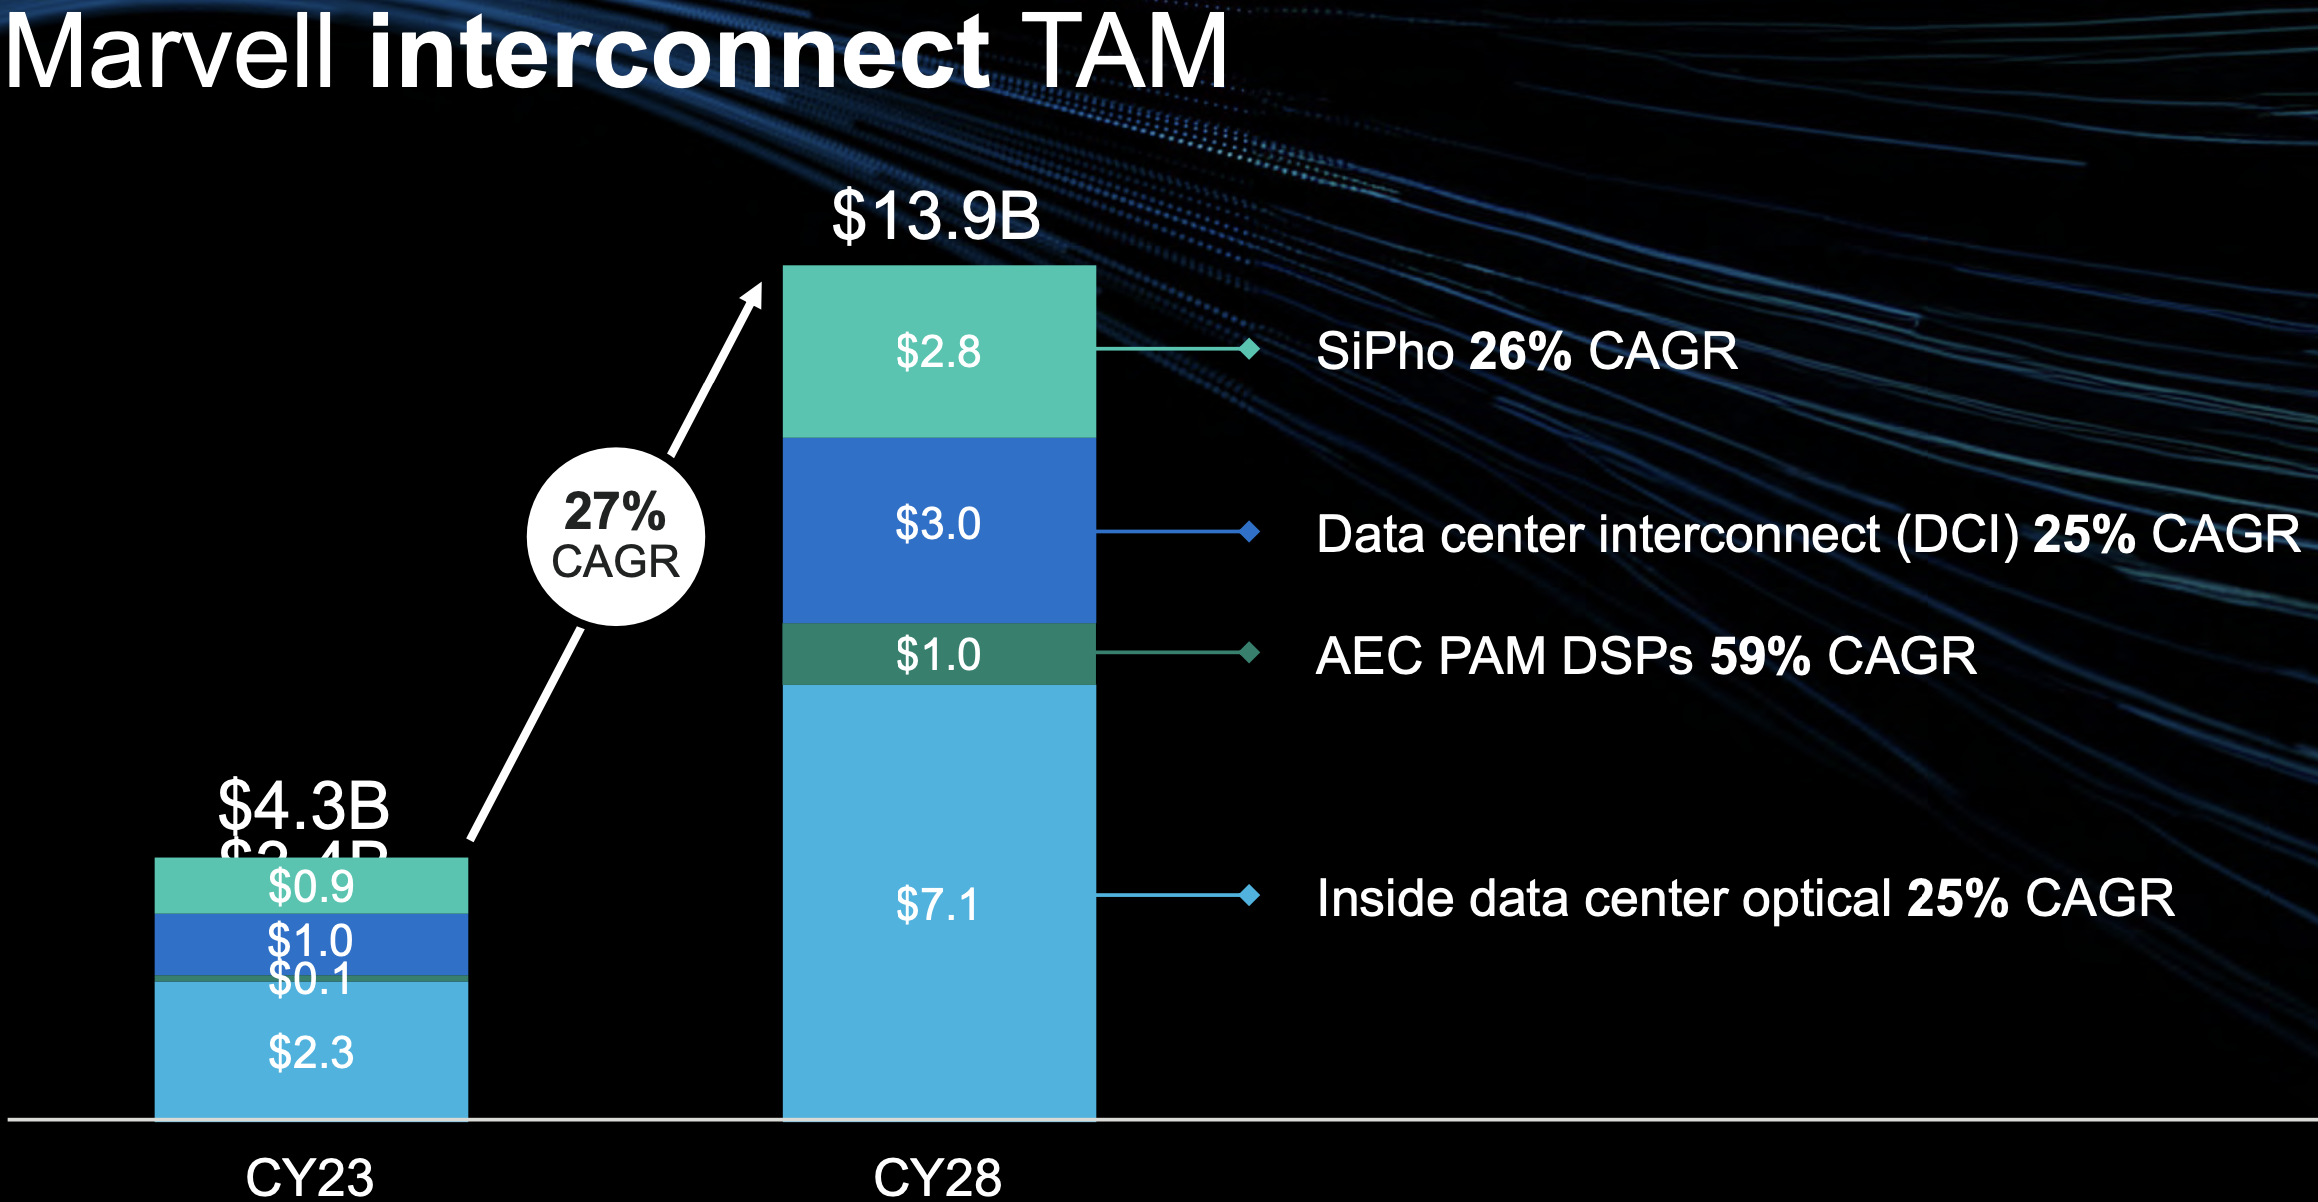 Marvell interconnect TAM
$13.9B
$2.8
SiPho 26% CAGR
27%
CAGR
$3.0
Data center interconnect (DCI) 25% CAGR
$1.0
AEC PAM DSPs 59% CAGR
$4.3B
$0.9
$1.0
$0.1
$2.3
$7.1
Inside data center optical 25% CAGR
CY23
CY28